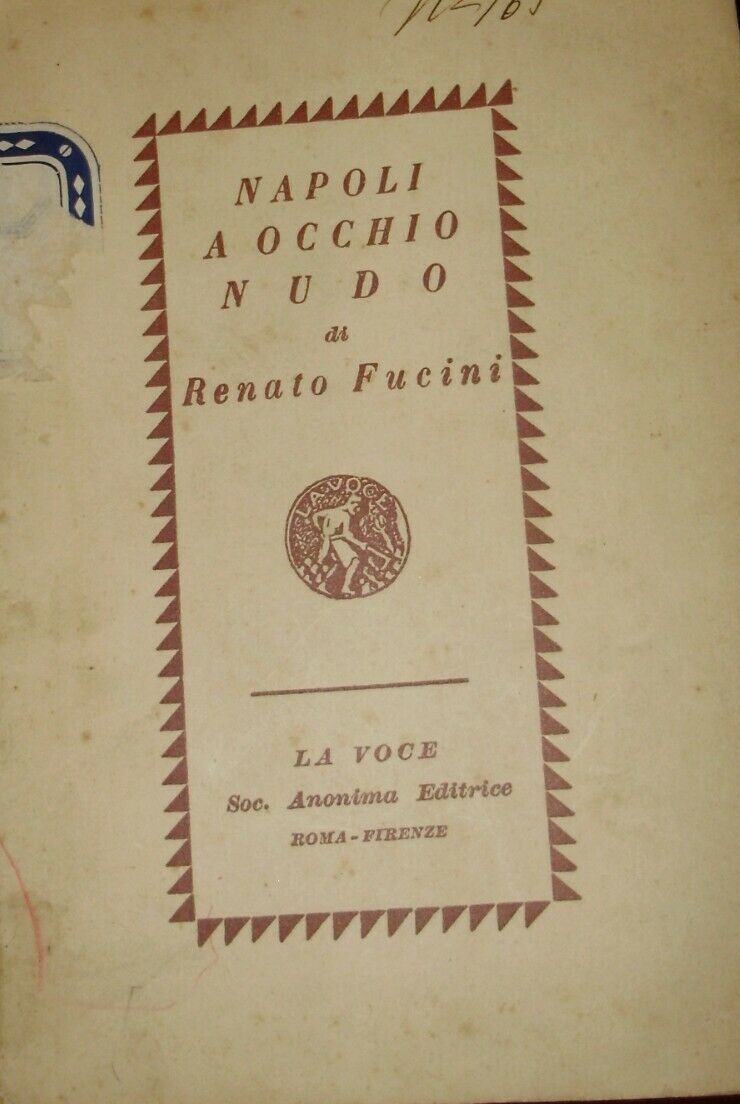 NAPOLI
A OCCHIO
NUDO
di
Renato Fucini
LA VOCE
LA VOCE
Soc. Anonima Editrice
ROMA-FIRENZE